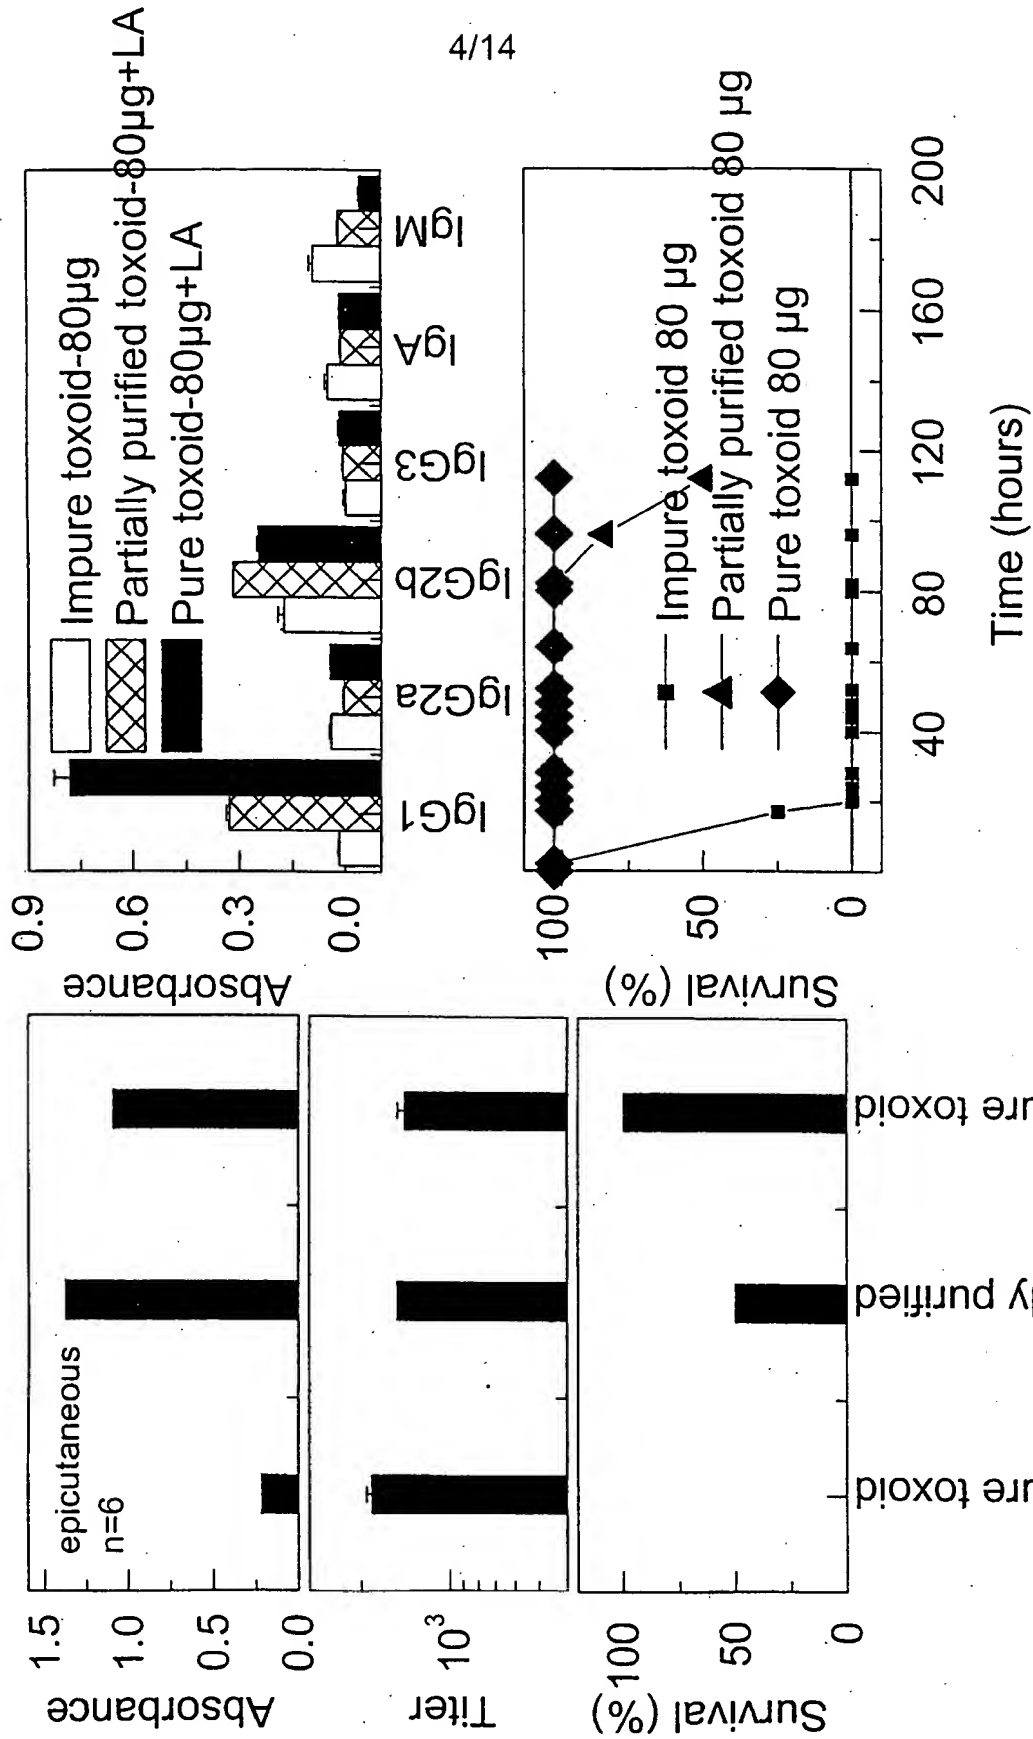 4/14
1.5
1.0
0.5
0.0
Absorbance
epicutaneous
n=6
10³
Titer
100
50
0
Survival (%)
ure toxoid
ly purified
ure toxoid
0.9
0.6
0.3
0.0
Absorbance
Impure toxoid-80µg
Partially purified toxoid-80µg+LA
Pure toxoid-80µg+LA
IgG1
IgG2a
IgG2b
IgG3
IgA
IgM
100
50
0
Survival (%)
Impure toxoid 80 µg
Partially purified toxoid 80 µg
Pure toxoid 80 µg
40
80
120
160
200
Time (hours)